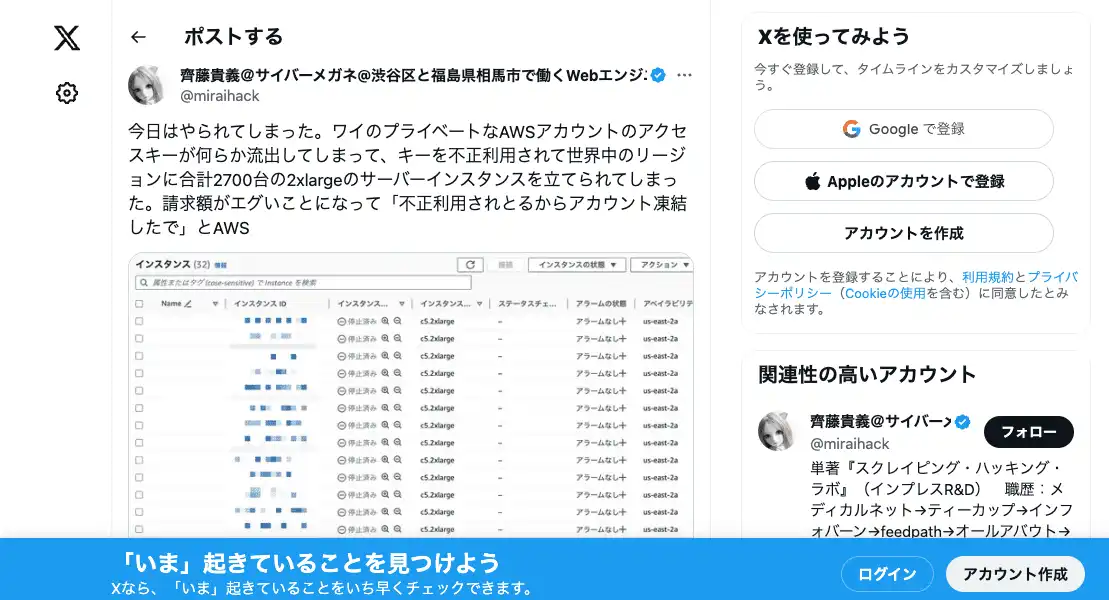 ポストする
齊藤貴義@サイバーメガネ@渋谷区と福島県相馬市で働くWebエンジ
@miraihack
今日はやられてしまった。ワイのプライベートなAWSアカウントのアクセ
スキーが何らか流出してしまって、キーを不正利用されて世界中のリージ
ョンに合計2700台の2xlargeのサーバーインスタンスを立てられてしまっ
た。請求額がエグいことになって「不正利用されとるからアカウント凍結
したで」とAWS
インスタンス (32) 情報
接続
インスタンスの状態 ▼
アクション ▼
属性またはタグ (case-sensitive) で Instance を検索
Name インスタンス ID インスタンス... インスタンス... ステータスチェ... アラームの状態 アベイラビリテ
停止済み c5.2xlarge – アラームなし + us-east-2a
停止済み c5.2xlarge – アラームなし + us-east-2a
停止済み c5.2xlarge – アラームなし + us-east-2a
停止済み c5.2xlarge – アラームなし + us-east-2a
停止済み c5.2xlarge – アラームなし + us-east-2a
停止済み c5.2xlarge – アラームなし + us-east-2a
停止済み c5.2xlarge – アラームなし + us-east-2a
停止済み c5.2xlarge – アラームなし + us-east-2a
停止済み c5.2xlarge – アラームなし + us-east-2a
停止済み c5.2xlarge – アラームなし + us-east-2a
停止済み c5.2xlarge – アラームなし + us-east-2a
停止済み c5.2xlarge – アラームなし + us-east-2a
停止済み c5.2xlarge – アラームなし + us-east-2a
Xを使ってみよう
今すぐ登録して、タイムラインをカスタマイズしましょ
う。
Google で登録
Appleのアカウントで登録
アカウントを作成
アカウントを登録することにより、利用規約とプライバ
シーポリシー（Cookieの使用を含む）に同意したとみ
なされます。
関連性の高いアカウント
齊藤貴義@サイバーメ
@miraihack
フォロー
単著『スクレイピング・ハッキング・
ラボ』（インプレスR&D） 職歴：メ
ディカルネット→ティーカップ→インフ
ォバーン→feedpath→オールアバウト→
「いま」起きていることを見つけよう
Xなら、「いま」起きていることをいち早くチェックできます。
ログイン
アカウント作成